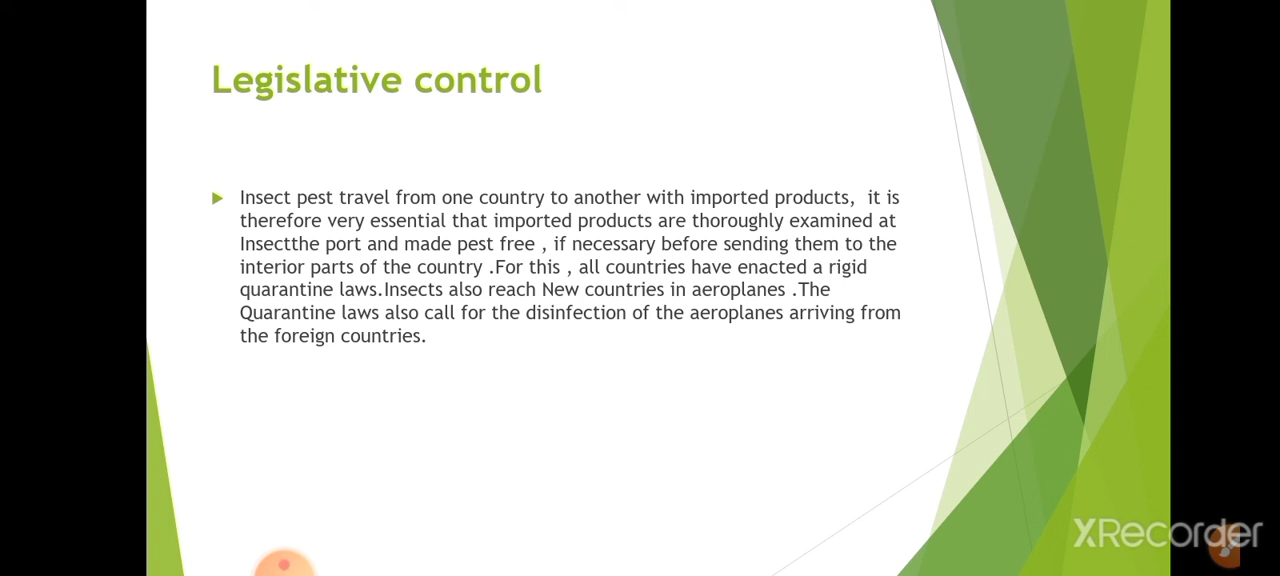 Legislative control
Insect pest travel from one country to another with imported products,  it is
therefore very essential that imported products are thoroughly examined at
Insectthe port and made pest free , if necessary before sending them to the
interior parts of the country .For this , all countries have enacted a rigid
quarantine laws.Insects also reach New countries in aeroplanes .The
Quarantine laws also call for the disinfection of the aeroplanes arriving from
the foreign countries.
XRecorder